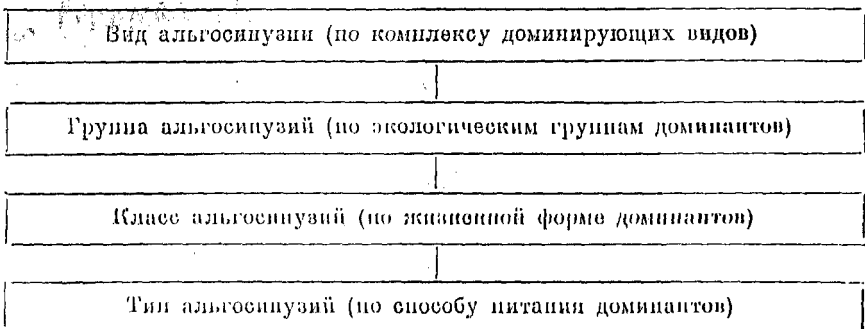 Вид альгосинузии (по комплексу доминирующих видов)
Группа альгосинузий (по экологическим группам доминантов)
Класс альгосинузий (по жизненной форме доминантов)
Тип альгосинузий (по способу питания доминантов)